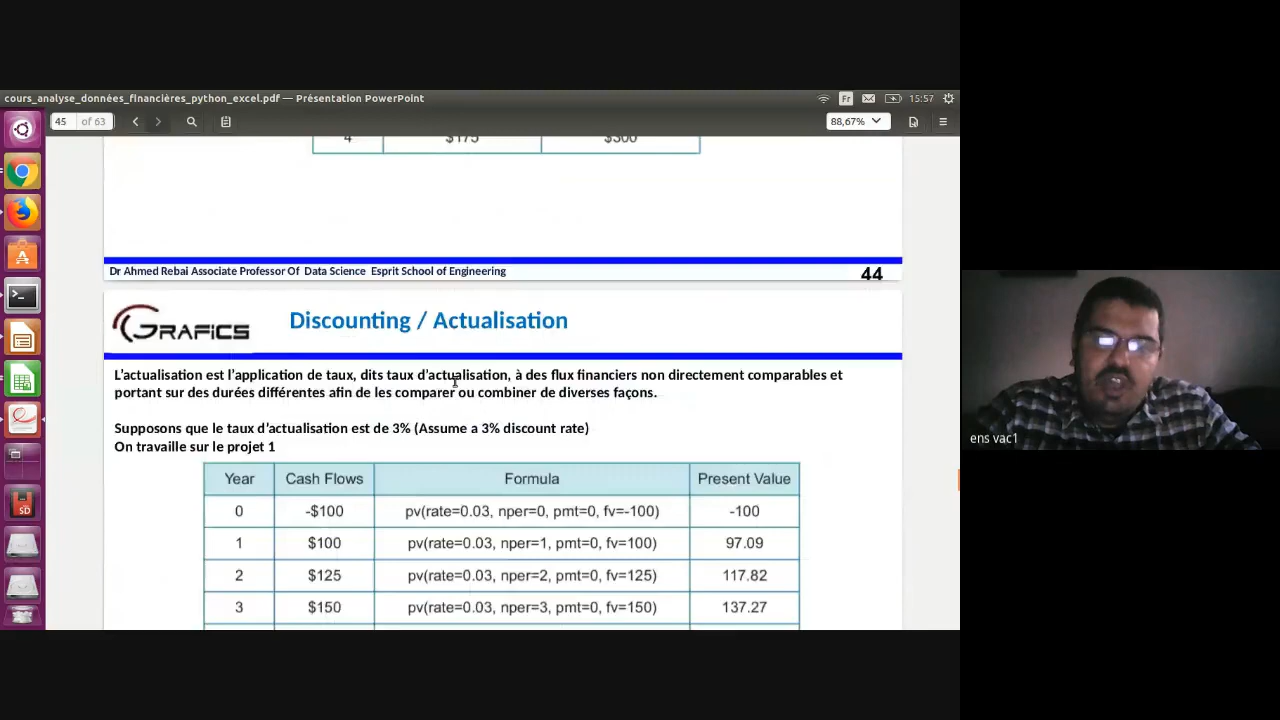 cours_analyse_données_financières_python_excel.pdf — Présentation PowerPoint
Fr
15:57
45 of 63
88,67%
4 $175 $300
Dr Ahmed Rebai Associate Professor Of Data Science Esprit School of Engineering
44
GRAFICS
Discounting / Actualisation
L'actualisation est l'application de taux, dits taux d'actualisation, à des flux financiers non directement comparables et
portant sur des durées différentes afin de les comparer ou combiner de diverses façons.
Supposons que le taux d'actualisation est de 3% (Assume a 3% discount rate)
On travaille sur le projet 1
Year Cash Flows Formula Present Value
0 -$100 pv(rate=0.03, nper=0, pmt=0, fv=-100) -100
1 $100 pv(rate=0.03, nper=1, pmt=0, fv=100) 97.09
2 $125 pv(rate=0.03, nper=2, pmt=0, fv=125) 117.82
3 $150 pv(rate=0.03, nper=3, pmt=0, fv=150) 137.27
SD
ens vac1